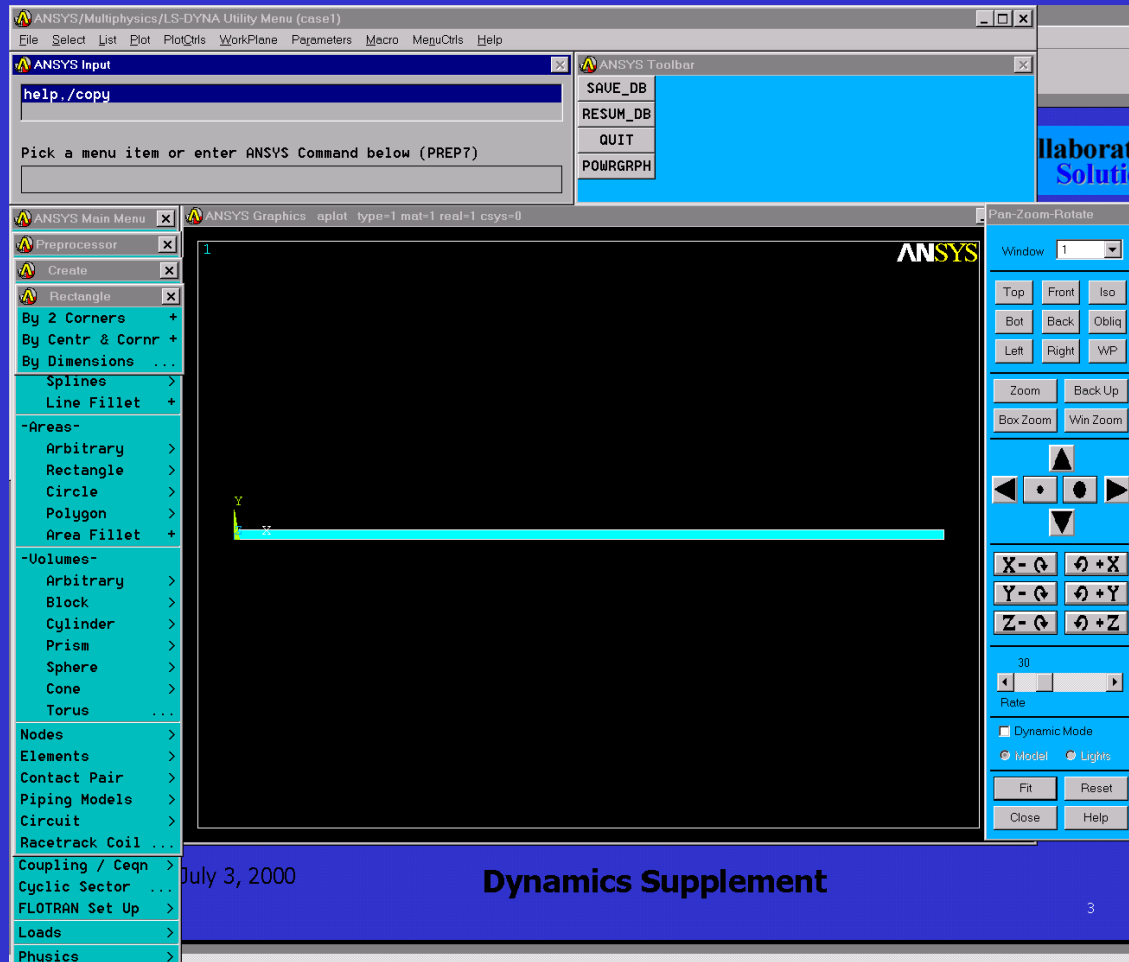 ANSYS/Multiphysics/LS-DYNA Utility Menu (case1)
File Select List Plot PlotCtrls WorkPlane Parameters Macro MenuCtrls Help
ANSYS Input
help,/copy
Pick a menu item or enter ANSYS Command below (PREP7)
ANSYS Toolbar
SAVE_DB
RESUM_DB
QUIT
POWRGRPH
llaborat
Soluti
ANSYS Main Menu
Preprocessor
Create
Rectangle
By 2 Corners +
By Centr & Cornr +
By Dimensions ...
Splines >
Line Fillet +
-Areas-
Arbitrary >
Rectangle >
Circle >
Polygon >
Area Fillet +
-Volumes-
Arbitrary >
Block >
Cylinder >
Prism >
Sphere >
Cone >
Torus ...
Nodes >
Elements >
Contact Pair >
Piping Models >
Circuit >
Racetrack Coil ...
Coupling / Ceqn >
Cyclic Sector ...
FLOTRAN Set Up >
Loads >
Physics >
ANSYS Graphics aplot type=1 mat=1 real=1 csys=0
1
ANSYS
Y
X
Pan-Zoom-Rotate
Window 1
Top Front Iso
Bot Back Obliq
Left Right WP
Zoom Back Up
Box Zoom Win Zoom
X- +X
Y- +Y
Z- +Z
30
Rate
Dynamic Mode
Model Lights
Fit Reset
Close Help
July 3, 2000
Dynamics Supplement
3